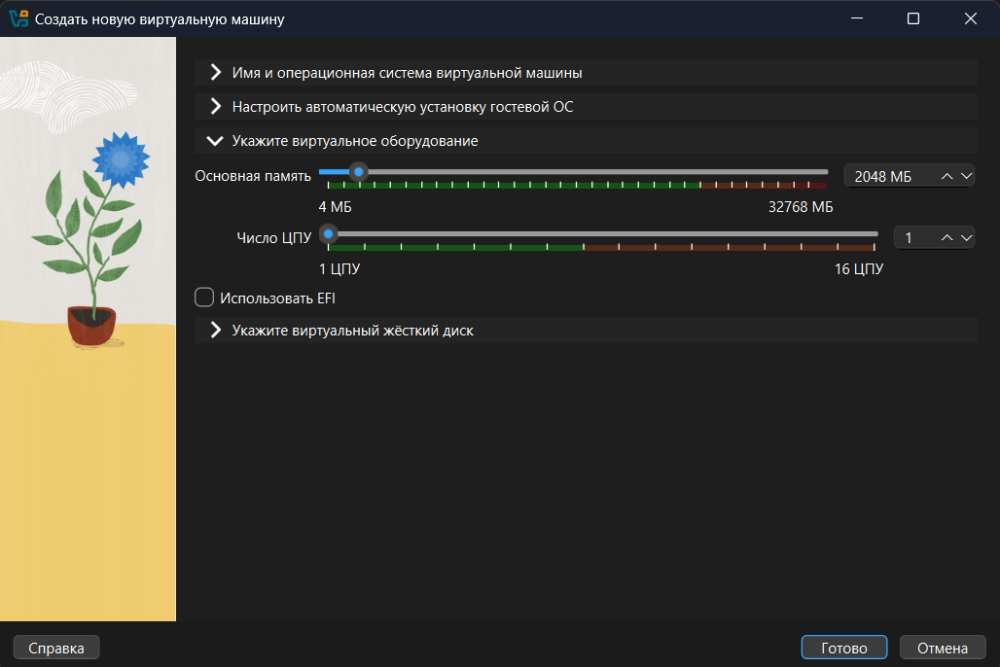 Создать новую виртуальную машину
Имя и операционная система виртуальной машины
Настроить автоматическую установку гостевой ОС
Укажите виртуальное оборудование
Основная память 2048 МБ
4 МБ 32768 МБ
Число ЦПУ 1
1 ЦПУ 16 ЦПУ
Использовать EFI
Укажите виртуальный жёсткий диск
Справка Готово Отмена